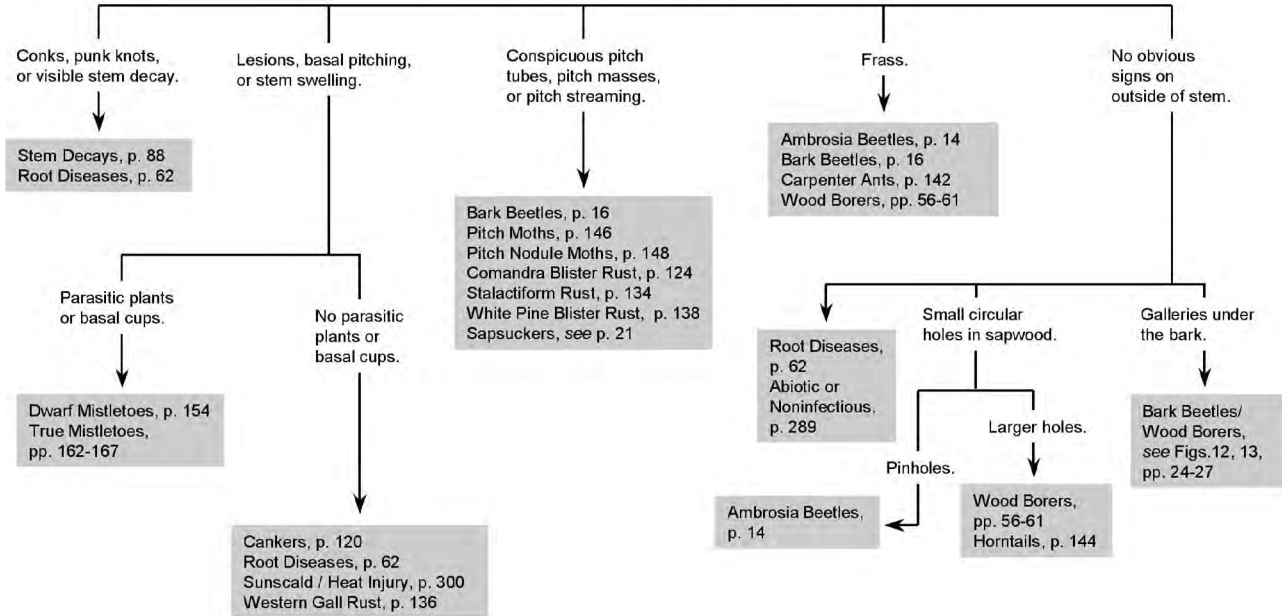 Conks, punk knots,
or visible stem decay.
Stem Decays, p. 88
Root Diseases, p. 62
Lesions, basal pitching,
or stem swelling.
Parasitic plants
or basal cups.
Dwarf Mistletoes, p. 154
True Mistletoes,
pp. 162-167
No parasitic
plants or
basal cups.
Cankers, p. 120
Root Diseases, p. 62
Sunscald / Heat Injury, p. 300
Western Gall Rust, p. 136
Conspicuous pitch
tubes, pitch masses,
or pitch streaming.
Bark Beetles, p. 16
Pitch Moths, p. 146
Pitch Nodule Moths, p. 148
Comandra Blister Rust, p. 124
Stalactiform Rust, p. 134
White Pine Blister Rust, p. 138
Sapsuckers, see p. 21
Frass.
Ambrosia Beetles, p. 14
Bark Beetles, p. 16
Carpenter Ants, p. 142
Wood Borers, pp. 56-61
No obvious
signs on
outside of stem.
Root Diseases,
p. 62
Abiotic or
Noninfectious,
p. 289
Small circular
holes in sapwood.
Pinholes.
Ambrosia Beetles,
p. 14
Larger holes.
Wood Borers,
pp. 56-61
Horntails, p. 144
Galleries under
the bark.
Bark Beetles/
Wood Borers,
see Figs.12, 13,
pp. 24-27